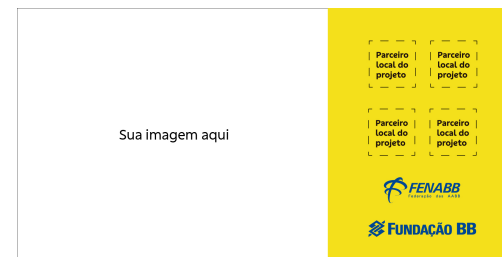 Sua imagem aqui
Parceiro local do projeto
Parceiro local do projeto
Parceiro local do projeto
Parceiro local do projeto
FENABB
Federação das AABB
FUNDAÇÃO BB